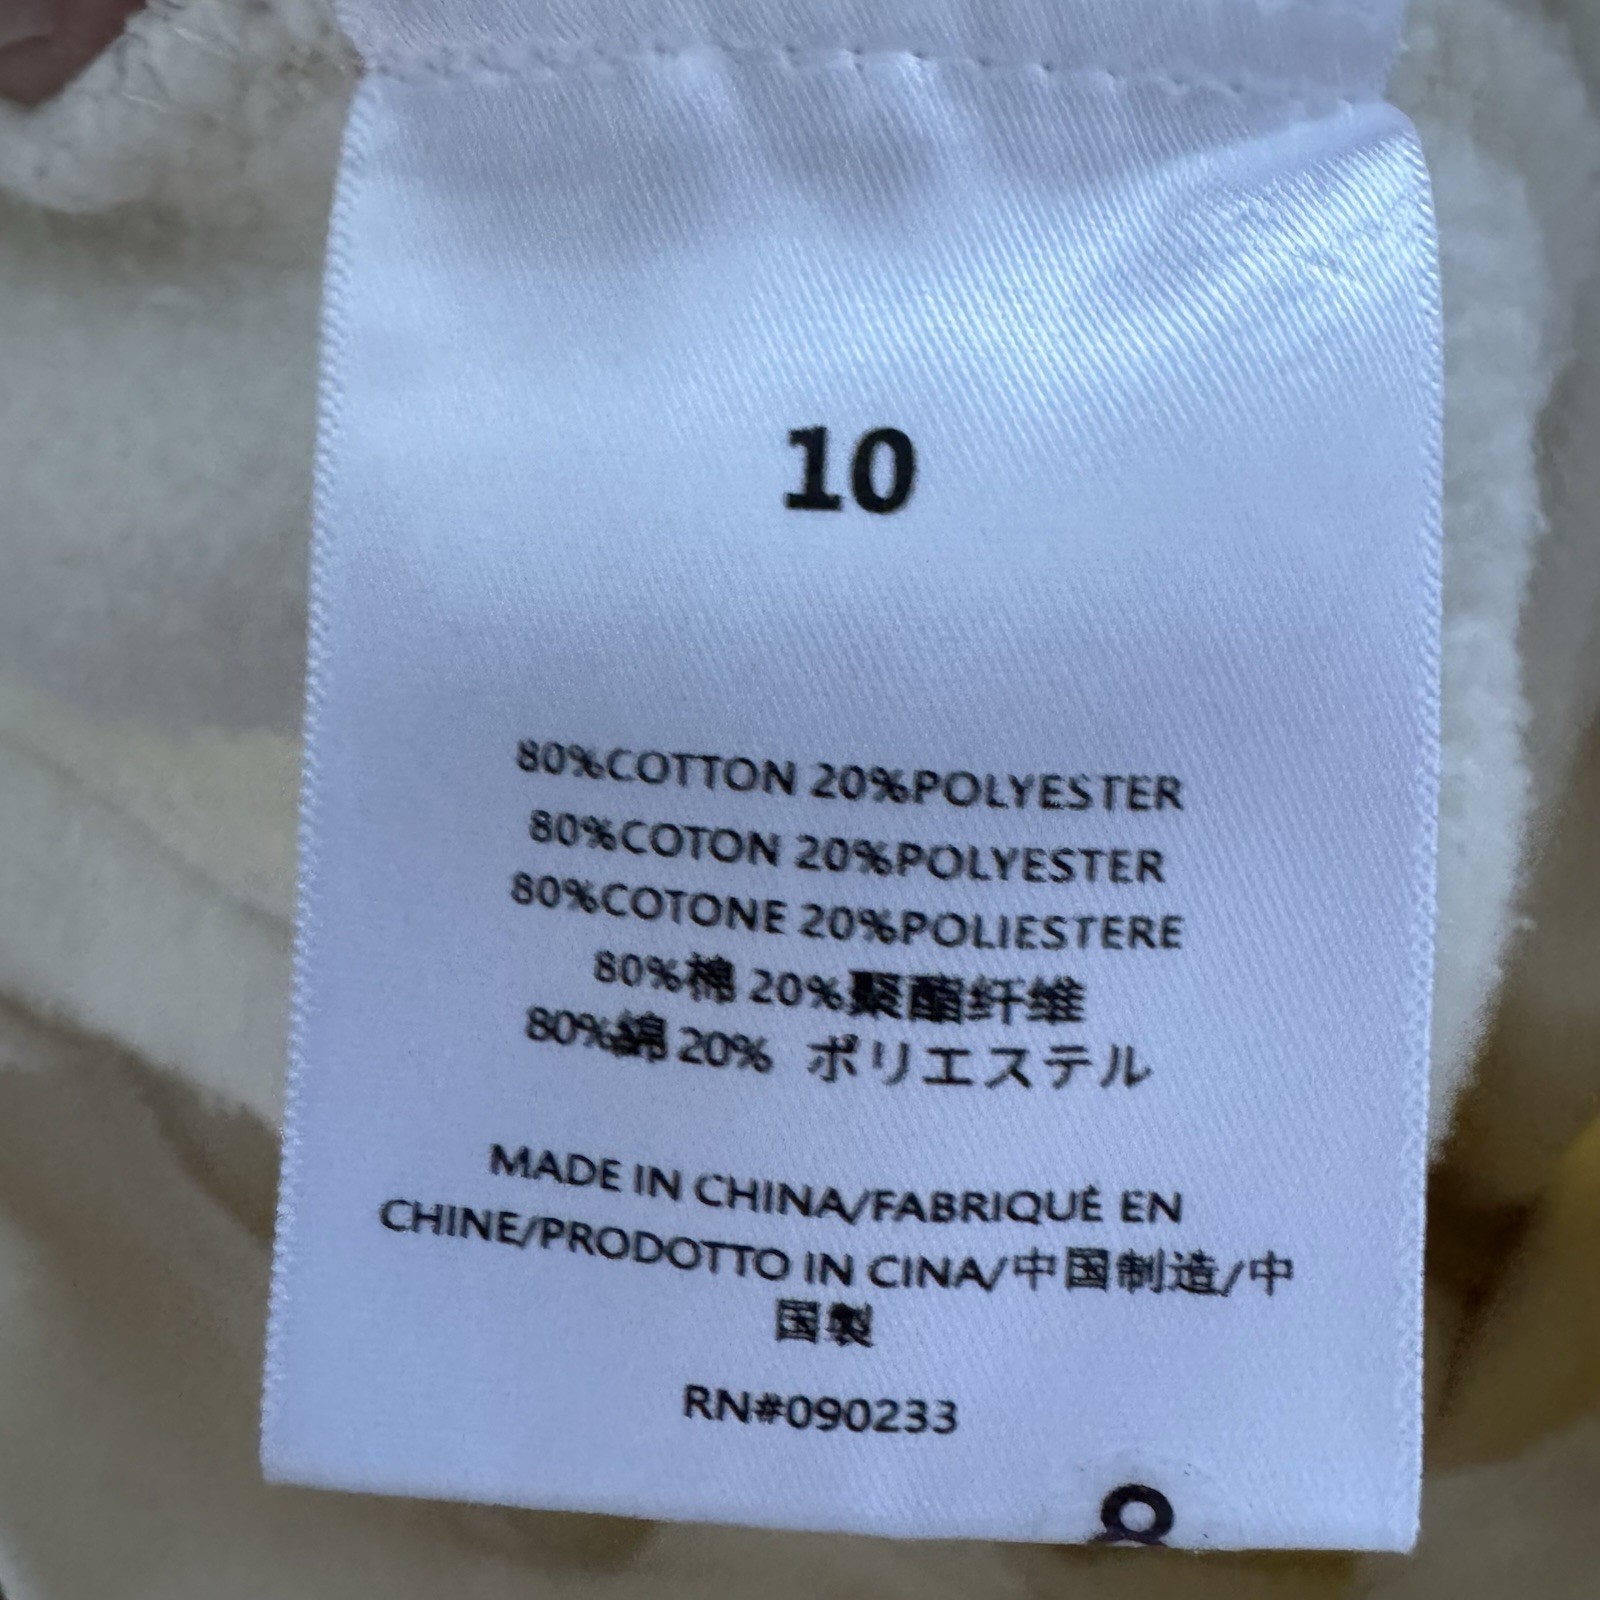 10
80%COTTON 20%POLYESTER
80%COTON 20%POLYESTER
80%COTONE 20%POLIESTERE
80%棉 20%聚酯纤维
80%綿 20% ポリエステル
MADE IN CHINA/FABRIQUÉ EN
CHINE/PRODOTTO IN CINA/中国制造/中
国製
RN#090233